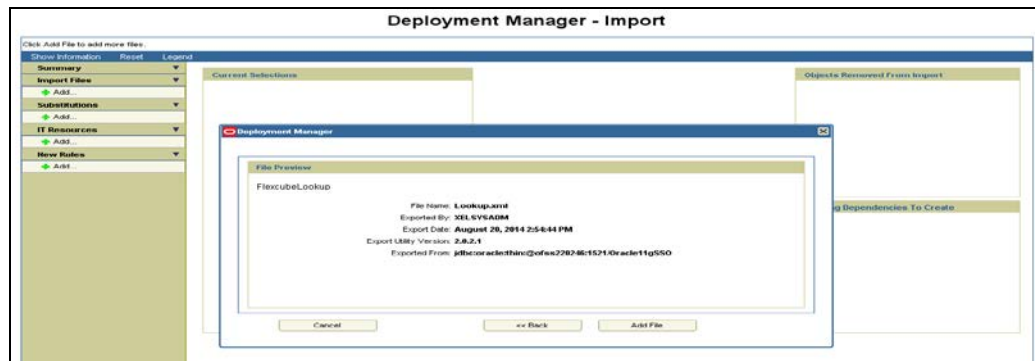 Deployment Manager - Import
Click Add File to add more files.
Show Information Reset Legend
Summary
Import Files
Add...
Substitutions
Add...
IT Resources
Add...
New Rules
Add...
Current Selections
Objects Removed From Import
Deployment Manager
File Preview
FlexcubeLookup
File Name: Lookup.xml
Exported By: XELSYSADM
Export Date: August 20, 2014 2:54:44 PM
Export Utility Version: 2.0.2.1
Exported From: jdbc:oracle:thin:@ofss220246:1521/Oracle11gSSO
Cancel
<< Back
Add File
g Dependencies To Create